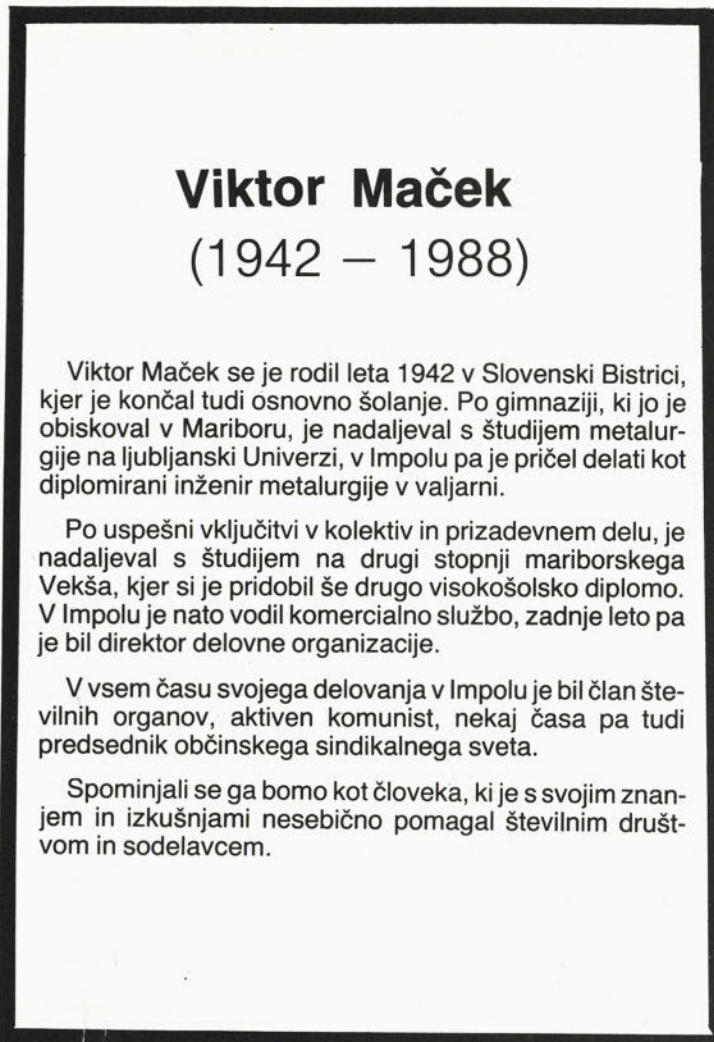 Viktor Maček
(1942 – 1988)
Viktor Maček se je rodil leta 1942 v Slovenski Bistrici,
kjer je končal tudi osnovno šolanje. Po gimnaziji, ki jo je
obiskoval v Mariboru, je nadaljeval s študijem metalur-
gije na ljubljanski Univerzi, v Impolu pa je pričel delati kot
diplomirani inženir metalurgije v valjarni.
Po uspešni vključitvi v kolektiv in prizadevnem delu, je
nadaljeval s študijem na drugi stopnji mariborskega
Vekša, kjer si je pridobil še drugo visokošolsko diplomo.
V Impolu je nato vodil komercialno službo, zadnje leto pa
je bil direktor delovne organizacije.
V vsem času svojega delovanja v Impolu je bil član šte-
vilnih organov, aktiven komunist, nekaj časa pa tudi
predsednik občinskega sindikalnega sveta.
Spominjali se ga bomo kot človeka, ki je s svojim znan-
jem in izkušnjami nesebično pomagal številnim društ-
vom in sodelavcem.